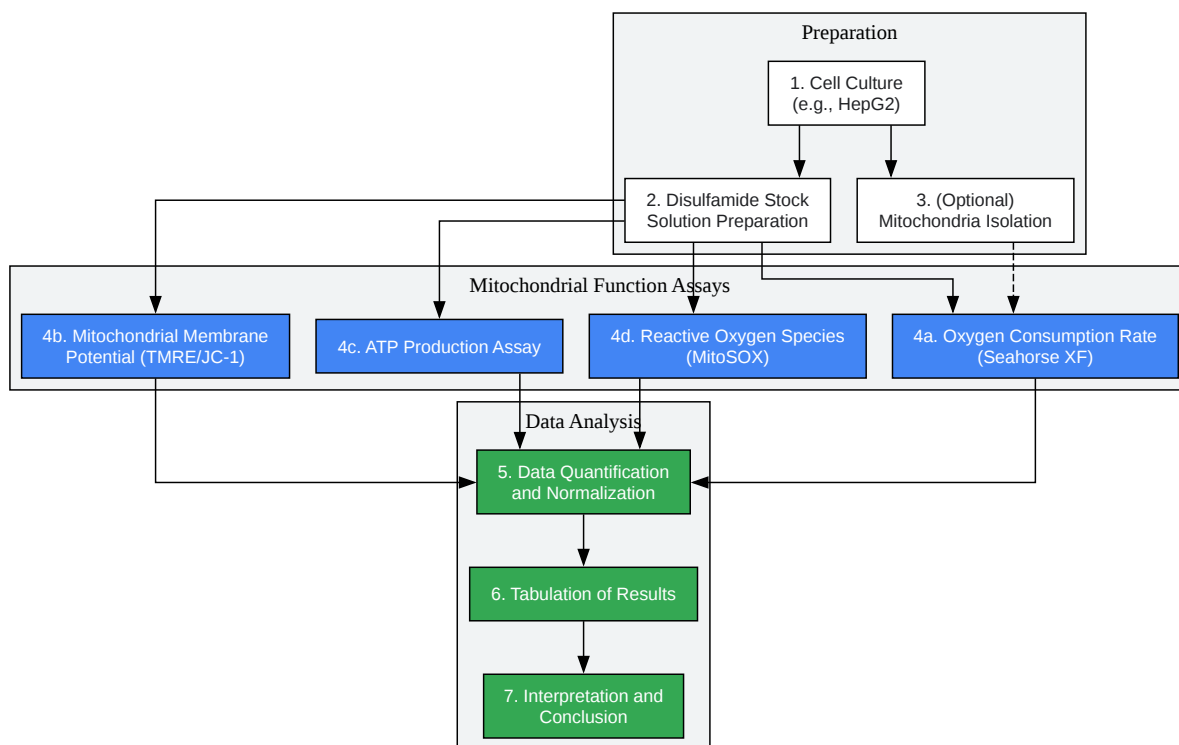 Preparation
1. Cell Culture
(e.g., HepG2)
2. Disulfamide Stock
Solution Preparation
3. (Optional)
Mitochondria Isolation
Mitochondrial Function Assays
4b. Mitochondrial Membrane
Potential (TMRE/JC-1)
4c. ATP Production Assay
4d. Reactive Oxygen Species
(MitoSOX)
4a. Oxygen Consumption Rate
(Seahorse XF)
Data Analysis
5. Data Quantification
and Normalization
6. Tabulation of Results
7. Interpretation and
Conclusion